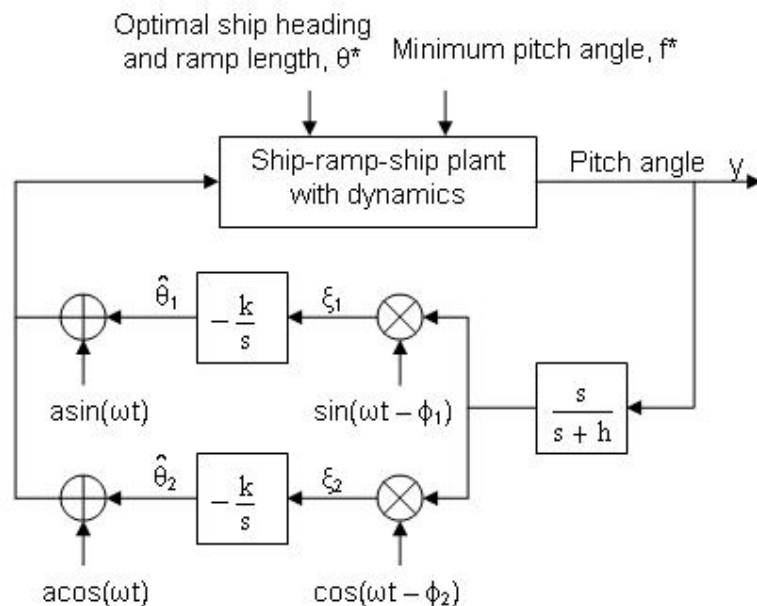 Optimal ship heading
and ramp length, θ*
Minimum pitch angle, f*
Ship-ramp-ship plant
with dynamics
Pitch angle
y
θ̂₁
− k/s
ξ₁
asin(ωt)
sin(ωt – ϕ₁)
s
s + h
θ̂₂
− k/s
ξ₂
acos(ωt)
cos(ωt – ϕ₂)